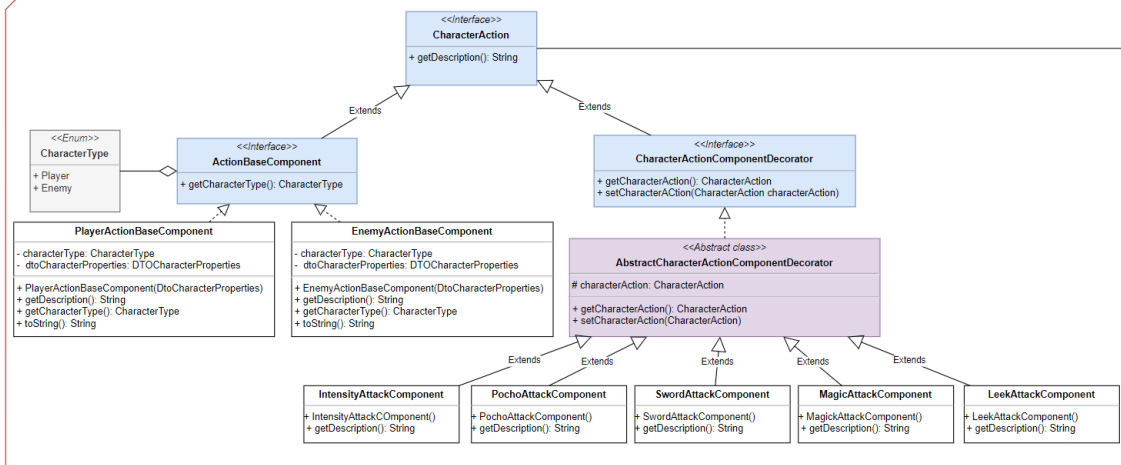 <<Interface>>
CharacterAction
+ getDescription(): String
Extends
Extends
<<Enum>>
CharacterType
+ Player
+ Enemy
<<Interface>>
ActionBaseComponent
+ getCharacterType(): CharacterType
<<Interface>>
CharacterActionComponentDecorator
+ getCharacterAction(): CharacterAction
+ setCharacterACtion(CharacterAction characterAction)
PlayerActionBaseComponent
- characterType: CharacterType
- dtoCharacterProperties: DTOCharacterProperties
+ PlayerActionBaseComponent(DtoCharacterProperties)
+ getDescription(): String
+ getCharacterType(): CharacterType
+ toString(): String
EnemyActionBaseComponent
- characterType: CharacterType
- dtoCharacterProperties: DTOCharacterProperties
+ EnemyActionBaseComponent(DtoCharacterProperties)
+ getDescription(): String
+ getCharacterType(): CharacterType
+ toString(): String
<<Abstract class>>
AbstractCharacterActionComponentDecorator
# characterAction: CharacterAction
+ getCharacterAction(): CharacterAction
+ setCharacterAction(CharacterAction)
Extends
Extends
Extends
Extends
Extends
IntensityAttackComponent
+ IntensityAttackCOmponent()
+ getDescription(): String
PochoAttackComponent
+ PochoAttackComponent()
+ getDescription(): String
SwordAttackComponent
+ SwordAttackComponent()
+ getDescription(): String
MagicAttackComponent
+ MagickAttackComponent()
+ getDescription(): String
LeekAttackComponent
+ LeekAttackComponent()
+ getDescription(): String